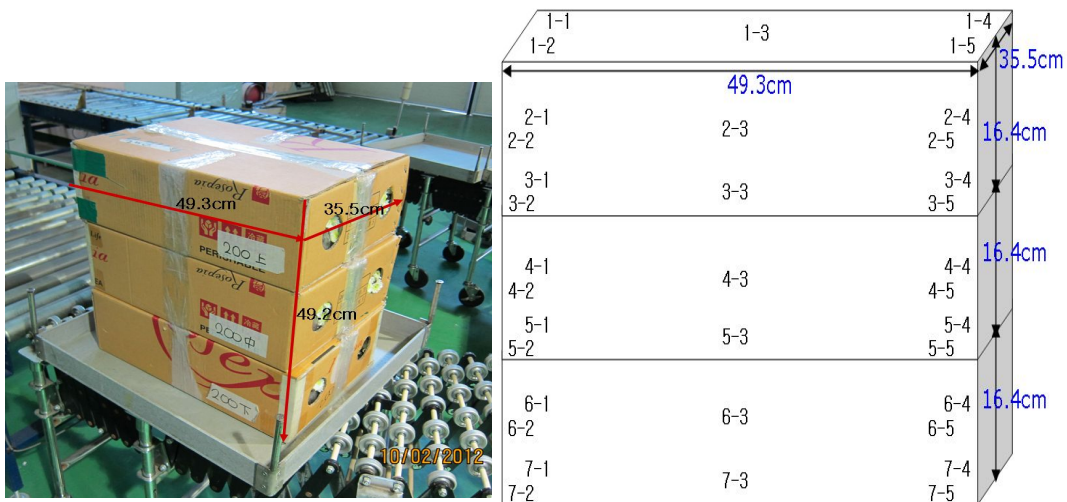 Rosepia
49.3cm
35.5cm
200上
PERISHABLE
Rosepia
49.2cm
200中
200下
10/02/2012
1-1 1-4
1-2 1-3 1-5
35.5cm
49.3cm
2-1 2-3 2-4
2-2 2-5
16.4cm
3-1 3-3 3-4
3-2 3-5
4-1 4-3 4-4
4-2 4-5
16.4cm
5-1 5-3 5-4
5-2 5-5
6-1 6-3 6-4
6-2 6-5
16.4cm
7-1 7-3 7-4
7-2 7-5